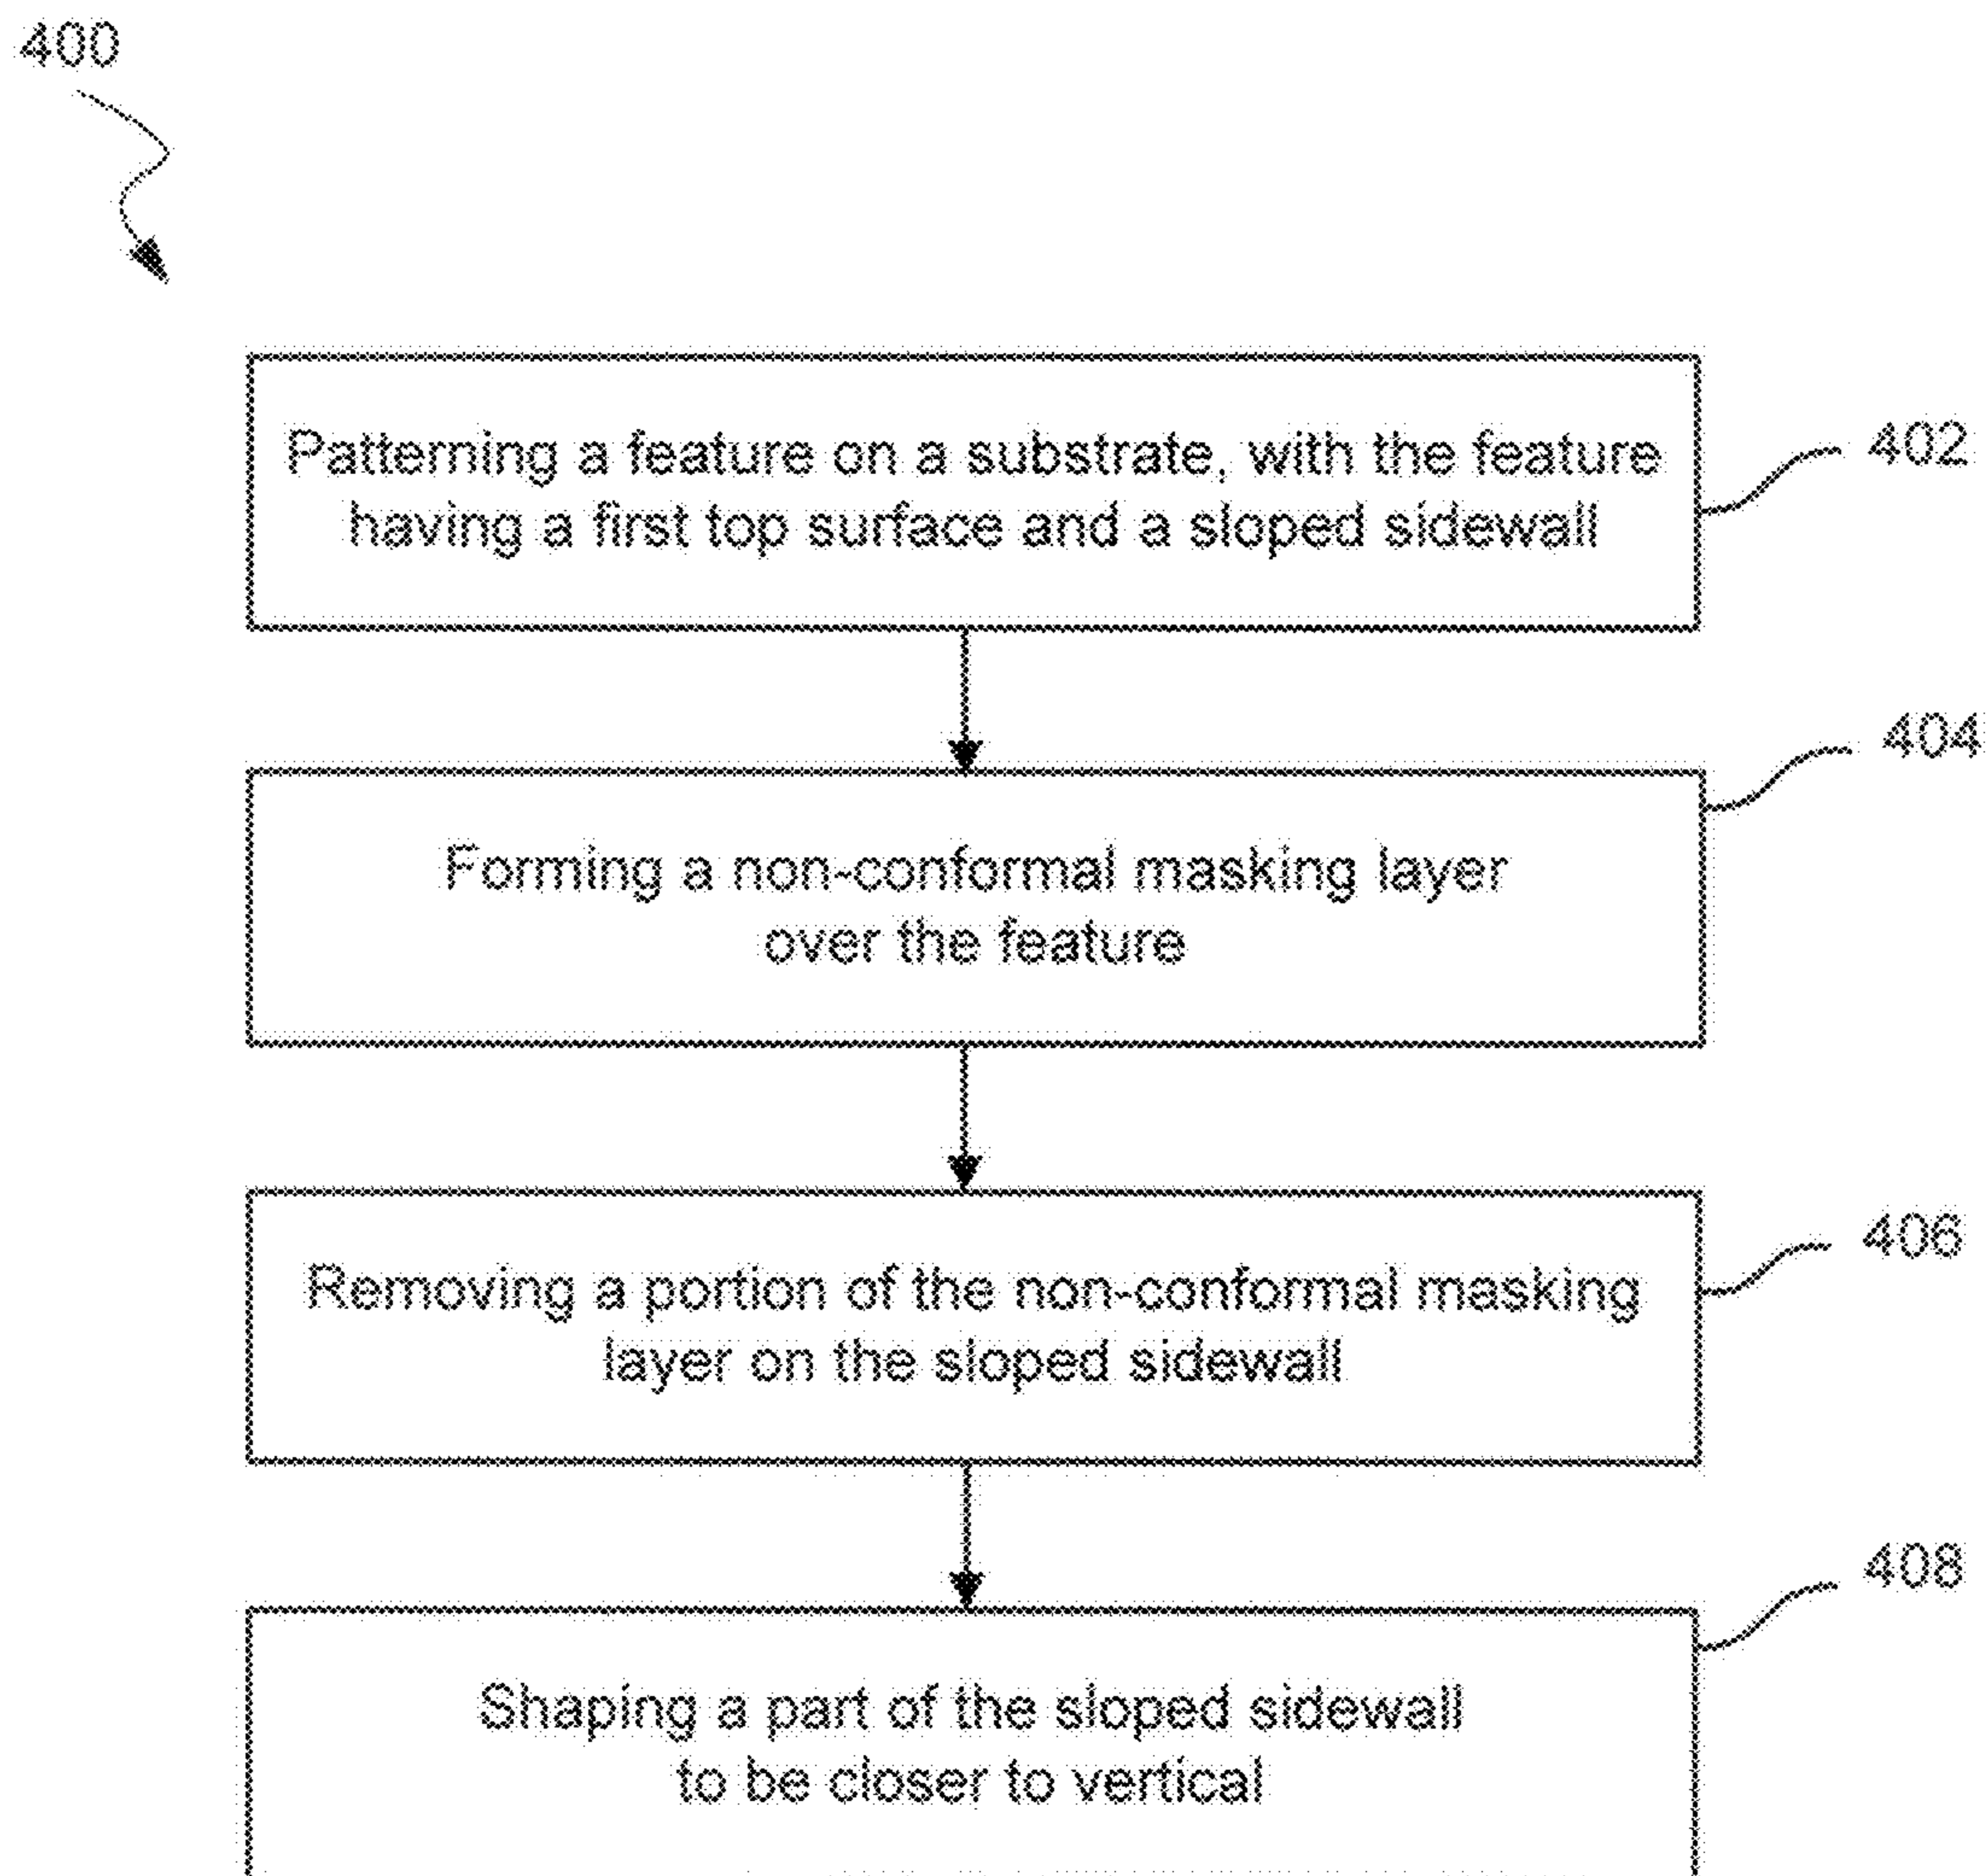 400
Patterning a feature on a substrate, with the feature
having a first top surface and a sloped sidewall
402
Forming a non-conformal masking layer
over the feature
404
Removing a portion of the non-conformal masking
layer on the sloped sidewall
406
Shaping a part of the sloped sidewall
to be closer to vertical
408